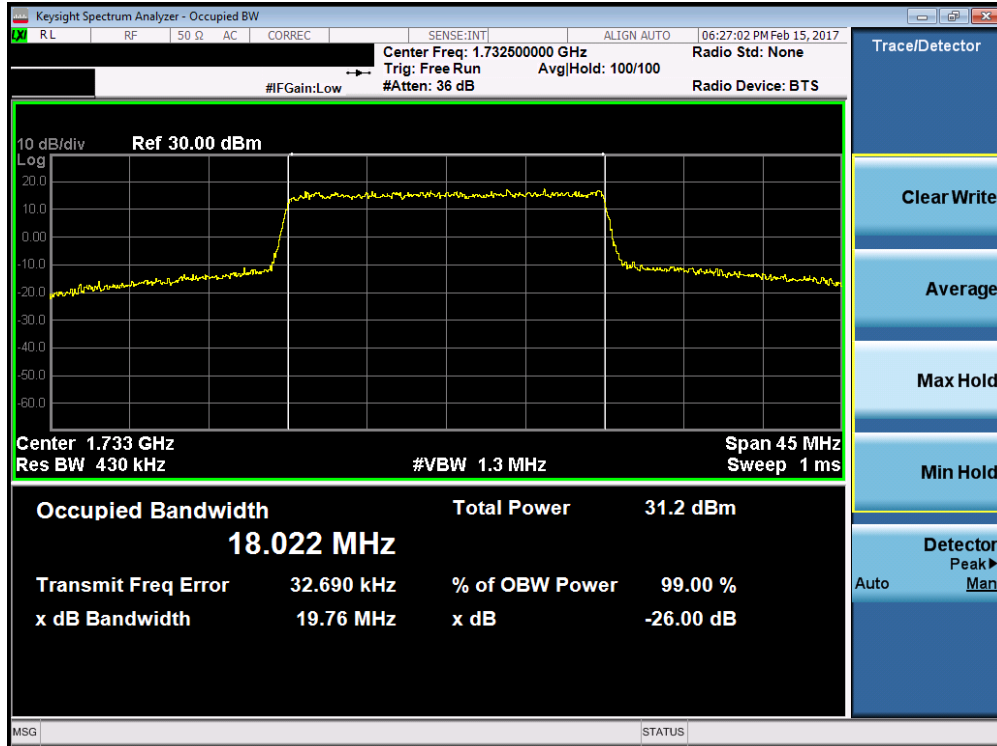 Keysight Spectrum Analyzer - Occupied BW
LXI RL RF 50 Ω AC CORREC SENSE:INT ALIGN AUTO 06:27:02 PM Feb 15, 2017
Center Freq: 1.732500000 GHz Radio Std: None
Trig: Free Run Avg|Hold: 100/100
#IFGain:Low #Atten: 36 dB Radio Device: BTS
10 dB/div Ref 30.00 dBm
Log
20.0
10.0
0.00
-10.0
-20.0
-30.0
-40.0
-50.0
-60.0
Center 1.733 GHz Span 45 MHz
Res BW 430 kHz #VBW 1.3 MHz Sweep 1 ms
Occupied Bandwidth Total Power 31.2 dBm
18.022 MHz
Transmit Freq Error 32.690 kHz % of OBW Power 99.00 %
x dB Bandwidth 19.76 MHz x dB -26.00 dB
MSG STATUS
Trace/Detector
Clear Write
Average
Max Hold
Min Hold
Detector
Peak▶
Auto Man